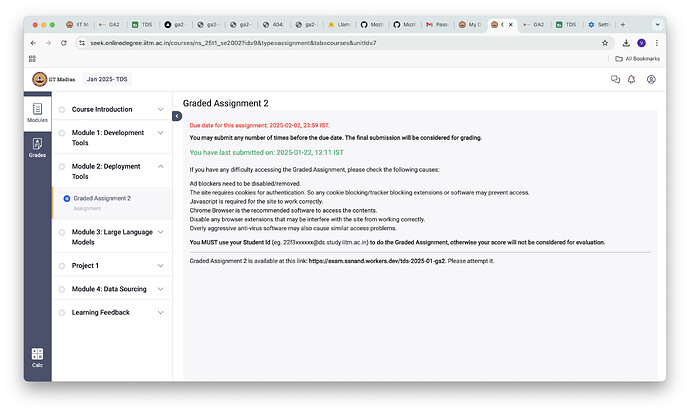 IIT M
GA2
TDS
ga2
ga2-
404
ga2-
Llam
Mozil
Mozil
Pass
My D
GA2
TDS
Setti
seek.onlinedegree.iitm.ac.in/courses/ns_25t1_se2002?id=9&type=assignment&tab=courses&unitId=7
V
All Bookmarks
IIT Madras
Jan 2025- TDS
Modules
Grades
Calc
Course Introduction
Module 1: Development Tools
Module 2: Deployment Tools
Graded Assignment 2
Assignment
Module 3: Large Language Models
Project 1
Module 4: Data Sourcing
Learning Feedback
Graded Assignment 2
Due date for this assignment: 2025-02-02, 23:59 IST.
You may submit any number of times before the due date. The final submission will be considered for grading.
You have last submitted on: 2025-01-22, 13:11 IST
If you have any difficulty accessing the Graded Assignment, please check the following causes:
Ad blockers need to be disabled/removed.
The site requires cookies for authentication. So any cookie blocking/tracker blocking extensions or software may prevent access.
Javascript is required for the site to work correctly.
Chrome Browser is the recommended software to access the contents.
Disable any browser extensions that may be interfere with the site from working correctly.
Overly aggressive anti-virus software may also cause similar access problems.
You MUST use your Student Id (eg. 22f3xxxxxx@ds.study.iitm.ac.in) to do the Graded Assignment, otherwise your score will not be considered for evaluation.
Graded Assignment 2 is available at this link: https://exam.sanand.workers.dev/tds-2025-01-ga2. Please attempt it.